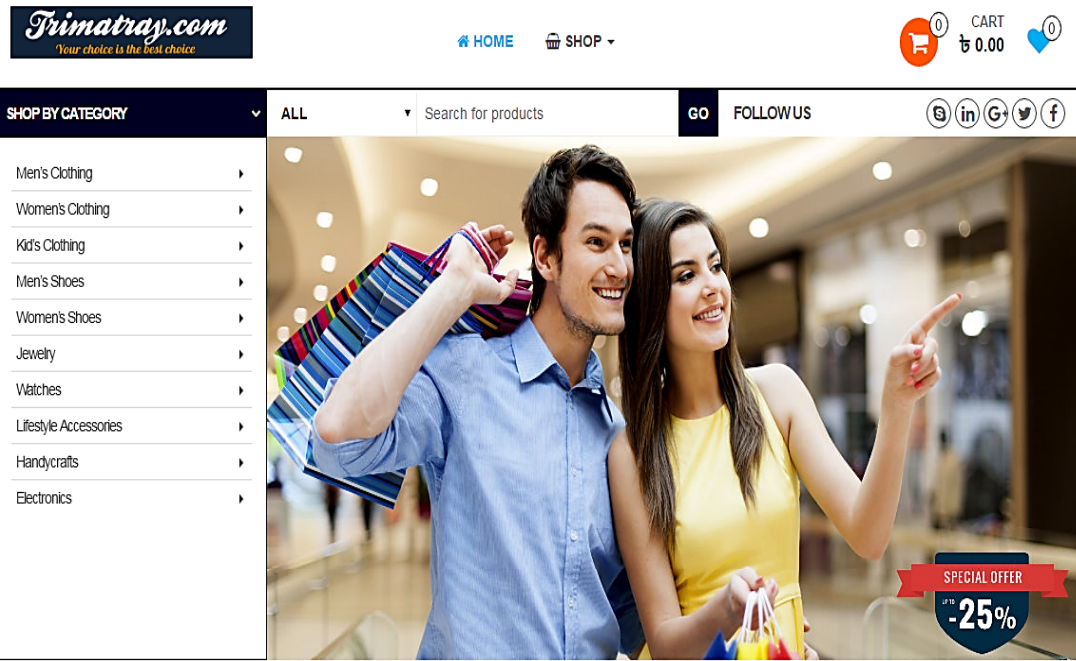 Trimatray.com
Your choice is the best choice
HOME
SHOP
0
CART
৳ 0.00
0
SHOP BY CATEGORY
ALL
Search for products
GO
FOLLOW US
Men's Clothing
Women's Clothing
Kid's Clothing
Men's Shoes
Women's Shoes
Jewelry
Watches
Lifestyle Accessories
Handycrafts
Electronics
SPECIAL OFFER
UP TO
-25%